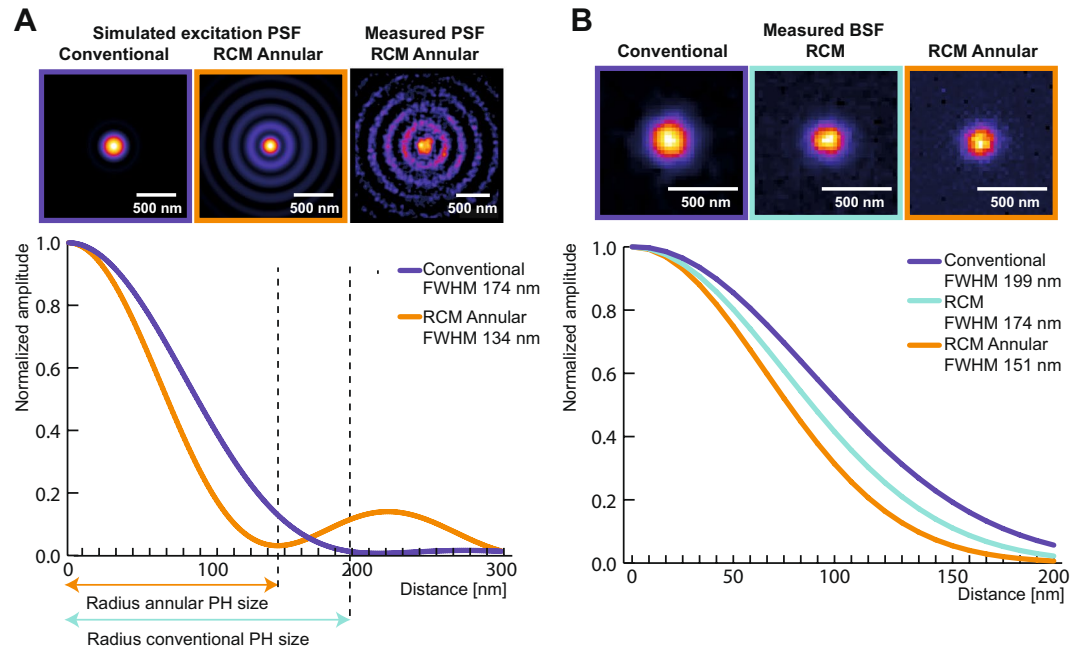 A
Simulated excitation PSF
Conventional
RCM Annular
Measured PSF
RCM Annular
500 nm
500 nm
500 nm
Normalized amplitude
1.0
0.8
0.6
0.4
0.2
0.0
0
100
200
300
Distance [nm]
Conventional
FWHM 174 nm
RCM Annular
FWHM 134 nm
Radius annular PH size
Radius conventional PH size
B
Measured BSF
Conventional
RCM
RCM Annular
500 nm
500 nm
500 nm
Normalized amplitude
1.0
0.8
0.6
0.4
0.2
0.0
0
50
100
150
200
Distance [nm]
Conventional
FWHM 199 nm
RCM
FWHM 174 nm
RCM Annular
FWHM 151 nm